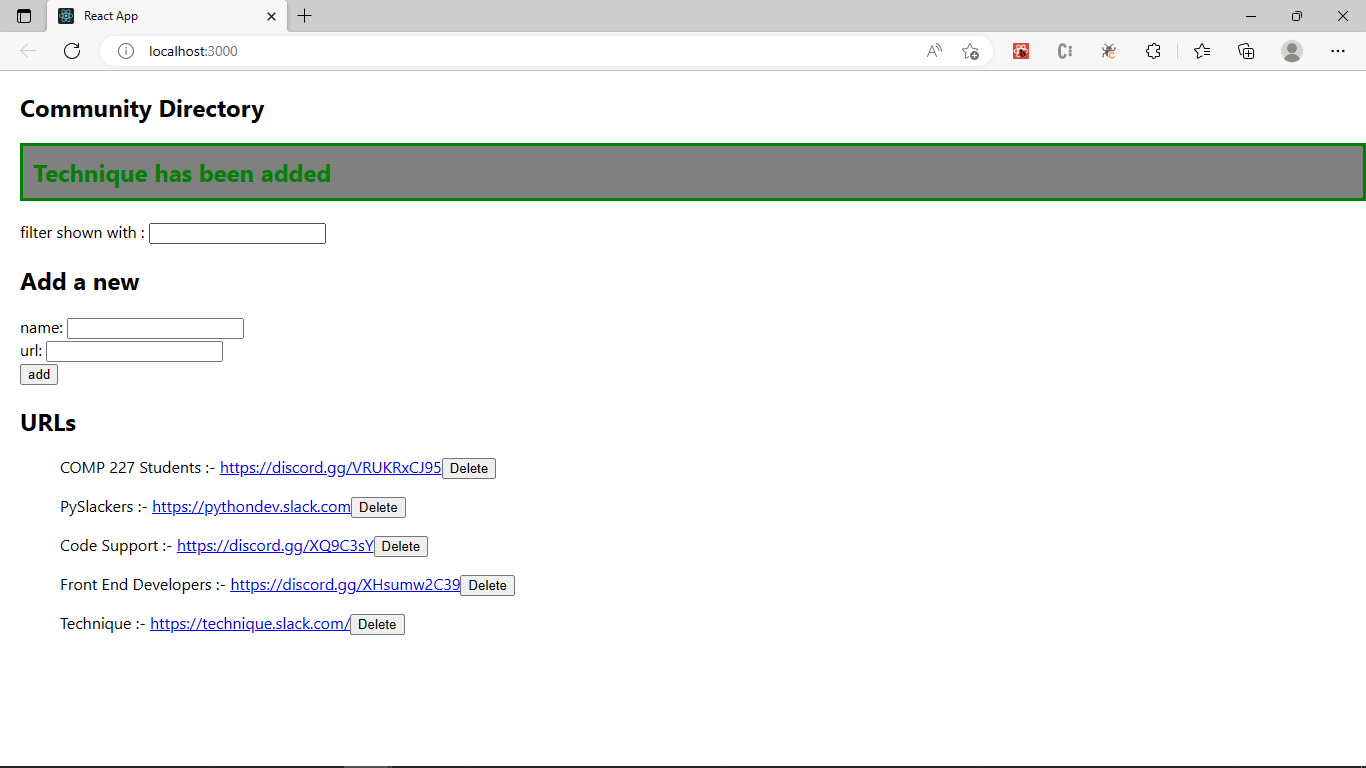 React App
localhost:3000
Community Directory
Technique has been added
filter shown with :
Add a new
name:
url:
add
URLs
COMP 227 Students :- https://discord.gg/VRUKRxCJ95 Delete
PySlackers :- https://pythondev.slack.com Delete
Code Support :- https://discord.gg/XQ9C3sY Delete
Front End Developers :- https://discord.gg/XHsumw2C39 Delete
Technique :- https://technique.slack.com/ Delete